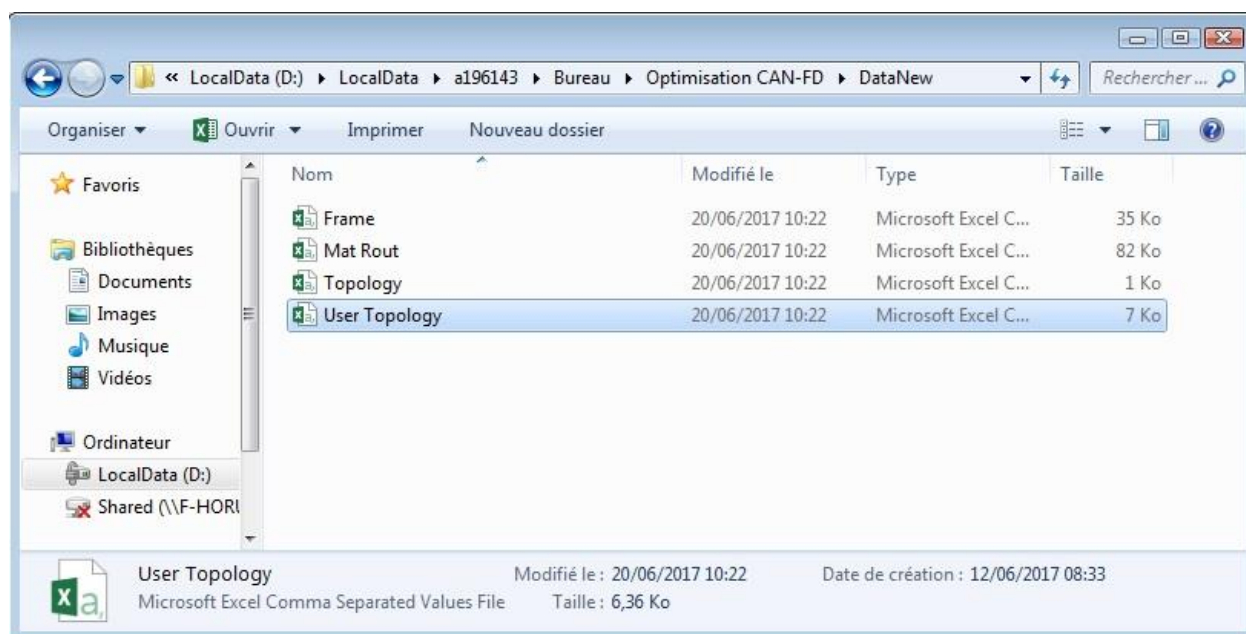 « LocalData (D:) ▸ LocalData ▸ a196143 ▸ Bureau ▸ Optimisation CAN-FD ▸ DataNew
Rechercher ...
Organiser Ouvrir Imprimer Nouveau dossier
Favoris
Bibliothèques
Documents
Images
Musique
Vidéos
Ordinateur
LocalData (D:)
Shared (\\F-HORU
Nom Modifié le Type Taille
Frame 20/06/2017 10:22 Microsoft Excel C... 35 Ko
Mat Rout 20/06/2017 10:22 Microsoft Excel C... 82 Ko
Topology 20/06/2017 10:22 Microsoft Excel C... 1 Ko
User Topology 20/06/2017 10:22 Microsoft Excel C... 7 Ko
User Topology Modifié le : 20/06/2017 10:22 Date de création : 12/06/2017 08:33
Microsoft Excel Comma Separated Values File Taille : 6,36 Ko